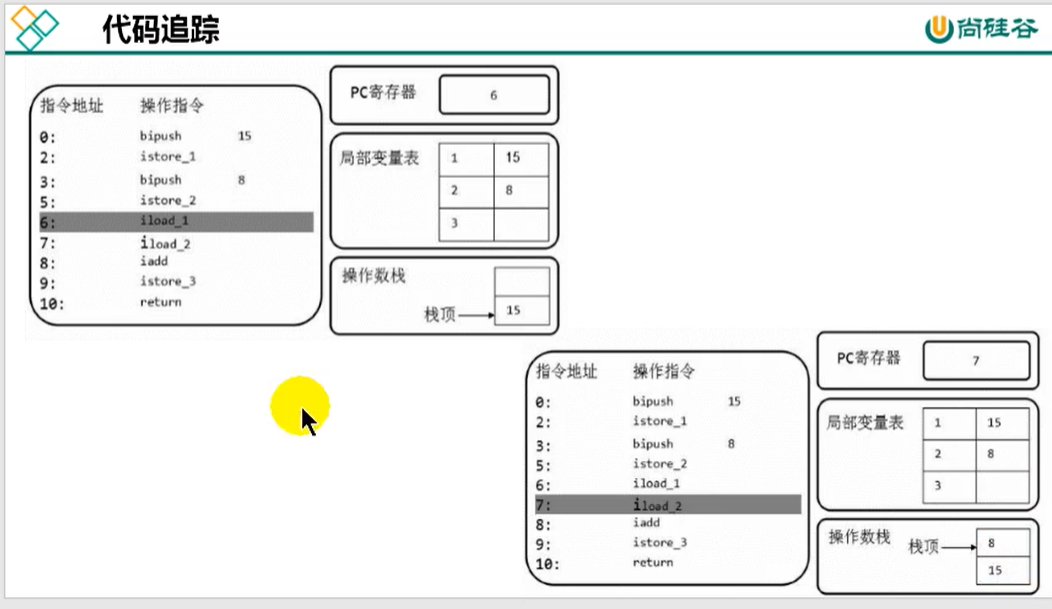 代码追踪
尚硅谷
指令地址 操作指令
0: bipush 15
2: istore_1
3: bipush 8
5: istore_2
6: iload_1
7: iload_2
8: iadd
9: istore_3
10: return
PC寄存器 6
局部变量表 1 15
2 8
3
操作数栈
栈顶 15
指令地址 操作指令
0: bipush 15
2: istore_1
3: bipush 8
5: istore_2
6: iload_1
7: iload_2
8: iadd
9: istore_3
10: return
PC寄存器 7
局部变量表 1 15
2 8
3
操作数栈 栈顶 8
15